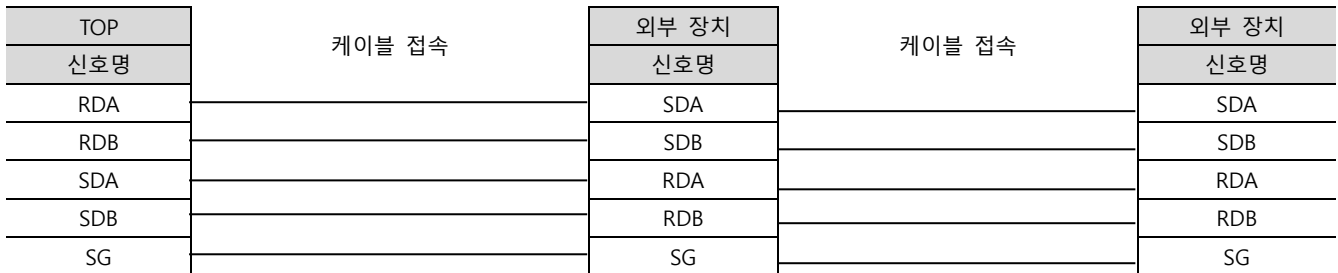 TOP 케이블 접속 외부 장치 케이블 접속 외부 장치
신호명 신호명 신호명
RDA SDA SDA
RDB SDB SDB
SDA RDA RDA
SDB RDB RDB
SG SG SG